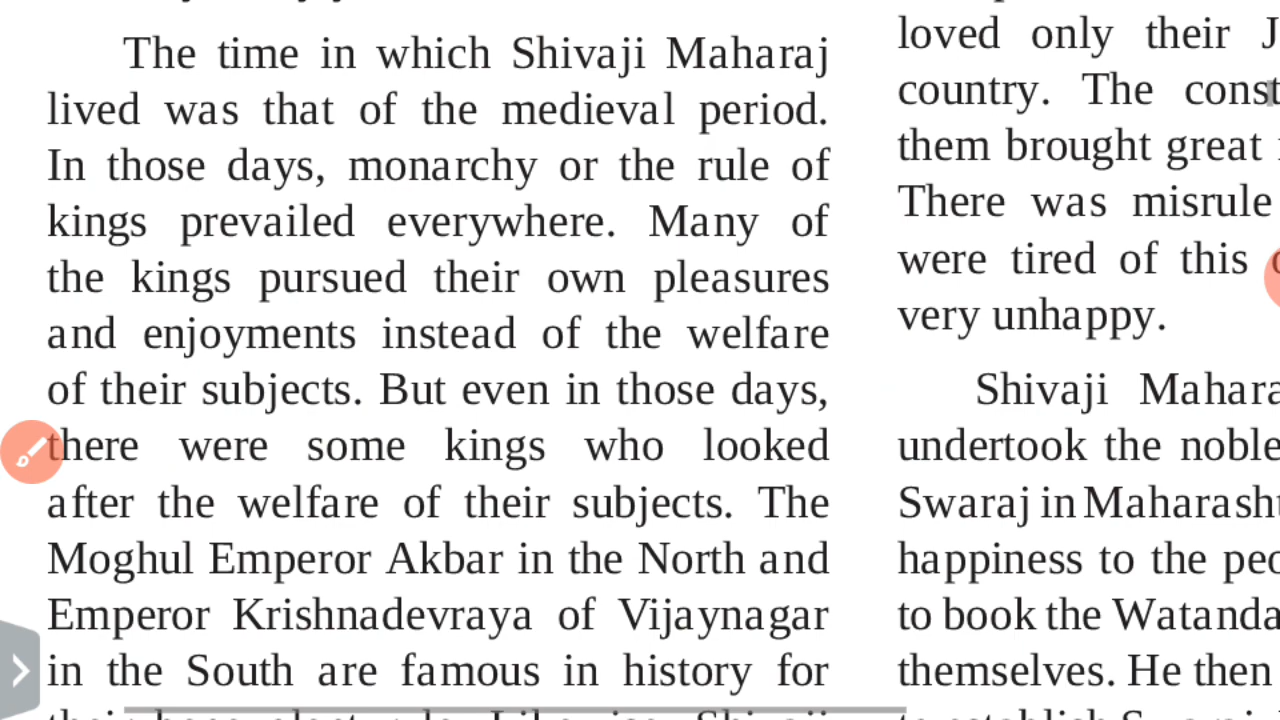 The time in which Shivaji Maharaj
lived was that of the medieval period.
In those days, monarchy or the rule of
kings prevailed everywhere. Many of
the kings pursued their own pleasures
and enjoyments instead of the welfare
of their subjects. But even in those days,
there were some kings who looked
after the welfare of their subjects. The
Moghul Emperor Akbar in the North and
Emperor Krishnadevraya of Vijaynagar
in the South are famous in history for
loved only their J
country. The const
them brought great
There was misrule
were tired of this
very unhappy.
Shivaji Mahara
undertook the noble
Swaraj in Maharasht
happiness to the peo
to book the Watanda
themselves. He then